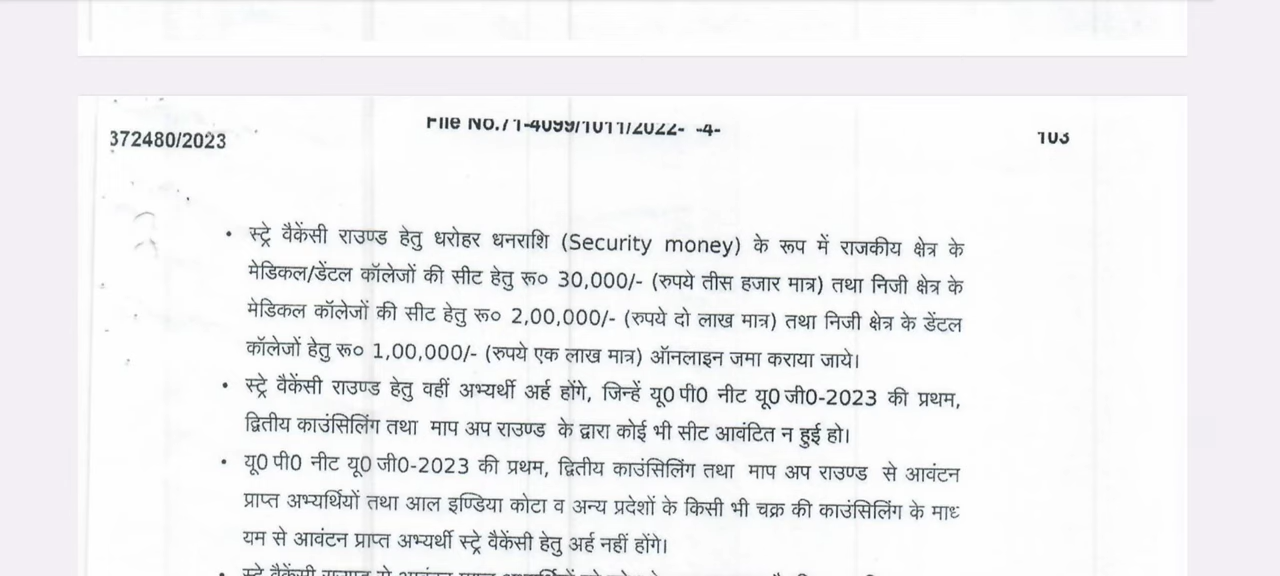 File No.71-4099/1011/2022- -4-
372480/2023
103
• स्ट्रे वैकेंसी राउण्ड हेतु धरोहर धनराशि (Security money) के रूप में राजकीय क्षेत्र के
मेडिकल/डेंटल कॉलेजों की सीट हेतु रू० 30,000/- (रुपये तीस हजार मात्र) तथा निजी क्षेत्र के
मेडिकल कॉलेजों की सीट हेतु रू० 2,00,000/- (रुपये दो लाख मात्र) तथा निजी क्षेत्र के डेंटल
कॉलेजों हेतु रू० 1,00,000/- (रुपये एक लाख मात्र) ऑनलाइन जमा कराया जाये।
• स्ट्रे वैकेंसी राउण्ड हेतु वहीं अभ्यर्थी अर्ह होंगे, जिन्हें यू0 पी0 नीट यू0 जी0-2023 की प्रथम,
द्वितीय काउंसिलिंग तथा माप अप राउण्ड के द्वारा कोई भी सीट आवंटित न हुई हो।
• यू0 पी0 नीट यू0 जी0-2023 की प्रथम, द्वितीय काउंसिलिंग तथा माप अप राउण्ड से आवंटन
प्राप्त अभ्यर्थियों तथा आल इण्डिया कोटा व अन्य प्रदेशों के किसी भी चक्र की काउंसिलिंग के माध
यम से आवंटन प्राप्त अभ्यर्थी स्ट्रे वैकेंसी हेतु अर्ह नहीं होंगे।
• स्ट्रे वैकेंसी राउण्ड से आवंटन